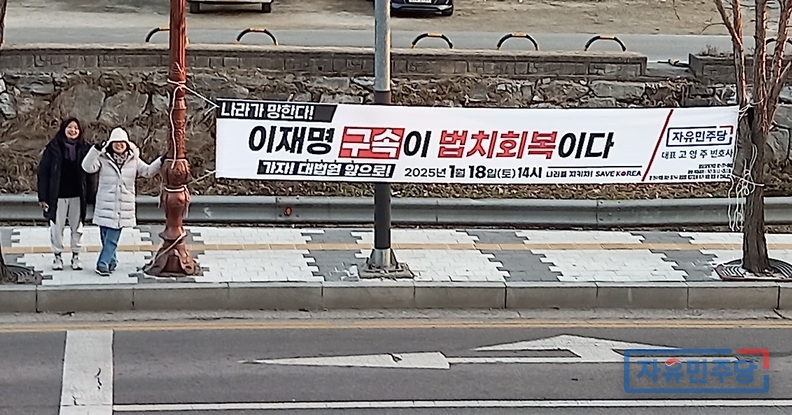 나라가 망한다!
이재명 구속이 법치회복이다
가자! 대법원 앞으로!
2025년 1월 18일(토) 14시 나라를 지키자! SAVE KOREA
자유민주당
대표 고영주 변호사
자유민주당